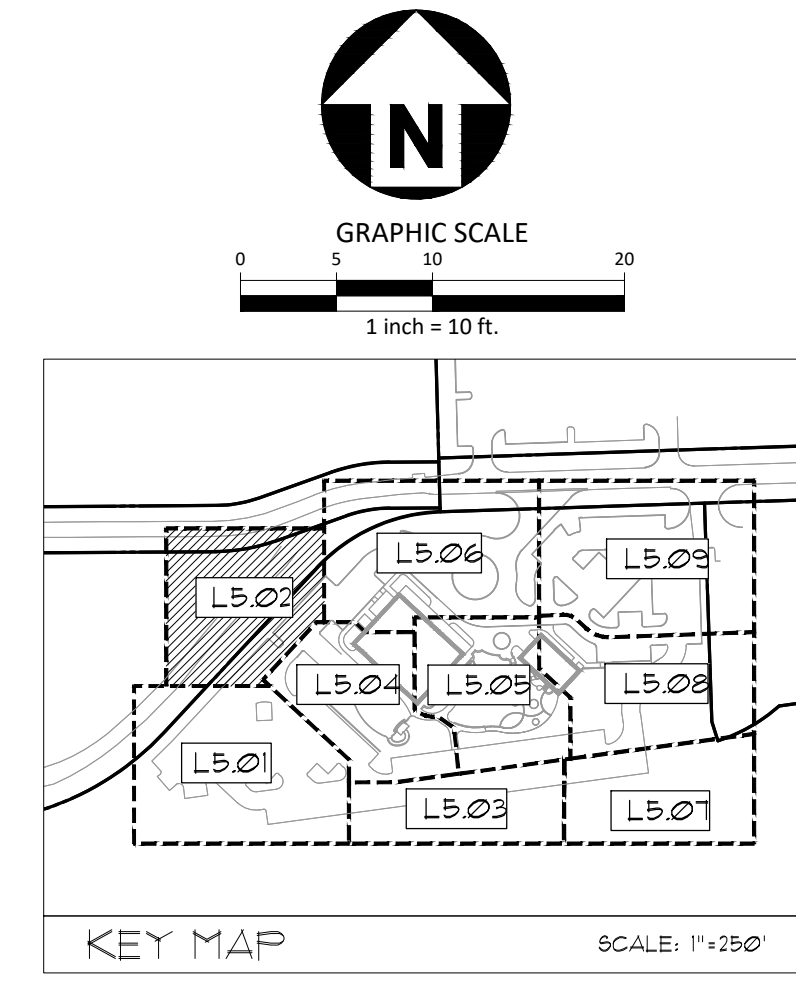 N
GRAPHIC SCALE
0 5 10 20
1 inch = 10 ft.
L5.06
L5.09
L5.02
L5.04
L5.05
L5.08
L5.01
L5.03
L5.07
KEY MAP
SCALE: 1"=250'